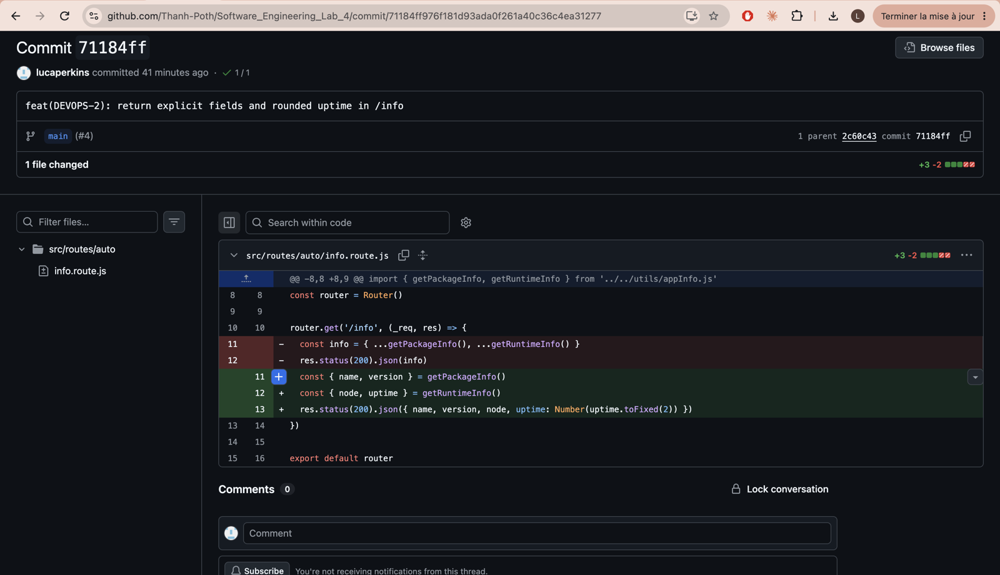 github.com/Thanh-Poth/Software_Engineering_Lab_4/commit/71184ff976f181d93ada0f261a40c36c4ea31277
L
Terminer la mise à jour
Commit 71184ff
Browse files
lucaperkins committed 41 minutes ago · 1 / 1
feat(DEVOPS-2): return explicit fields and rounded uptime in /info
main (#4)
1 parent 2c60c43 commit 71184ff
1 file changed
+3 -2
Filter files...
src/routes/auto
info.route.js
Search within code
src/routes/auto/info.route.js
+3 -2
@@ -8,8 +8,9 @@ import { getPackageInfo, getRuntimeInfo } from '../../utils/appInfo.js'
8 8 const router = Router()
9 9
10 10 router.get('/info', (_req, res) => {
11 - const info = { ...getPackageInfo(), ...getRuntimeInfo() }
12 - res.status(200).json(info)
11 + const { name, version } = getPackageInfo()
12 + const { node, uptime } = getRuntimeInfo()
13 + res.status(200).json({ name, version, node, uptime: Number(uptime.toFixed(2)) })
13 14 })
14 15
15 16 export default router
Comments 0
Lock conversation
Comment
Subscribe You're not receiving notifications from this thread.